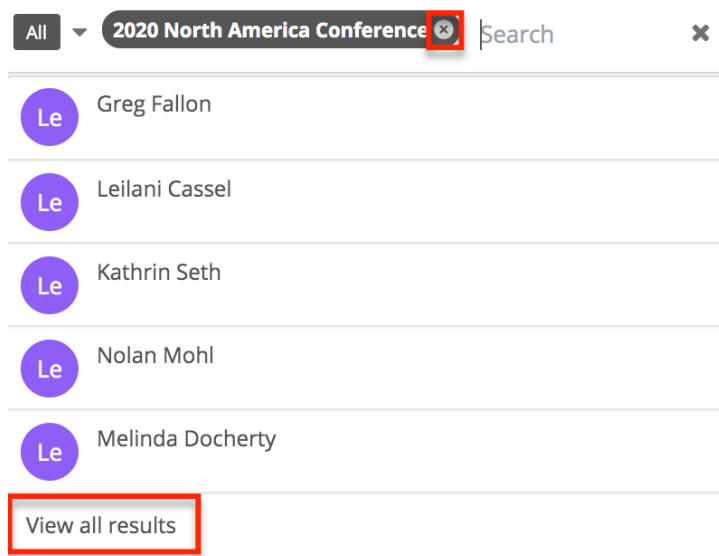 All 2020 North America Conference Search
Le Greg Fallon
Le Leilani Cassel
Le Kathrin Seth
Le Nolan Mohl
Le Melinda Docherty
View all results